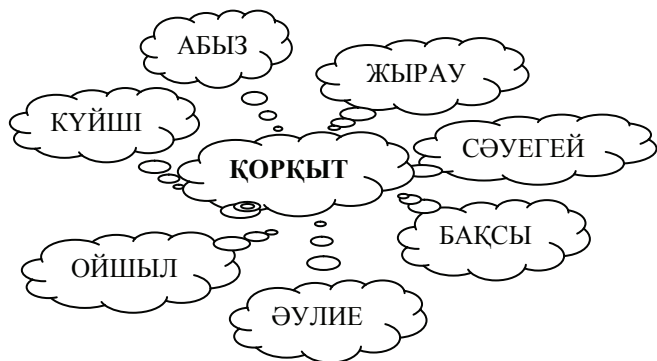 АБЫЗ
ЖЫРАУ
КҮЙШІ
СӘУЕГЕЙ
ҚОРҚЫТ
БАҚСЫ
ОЙШЫЛ
ӘУЛИЕ